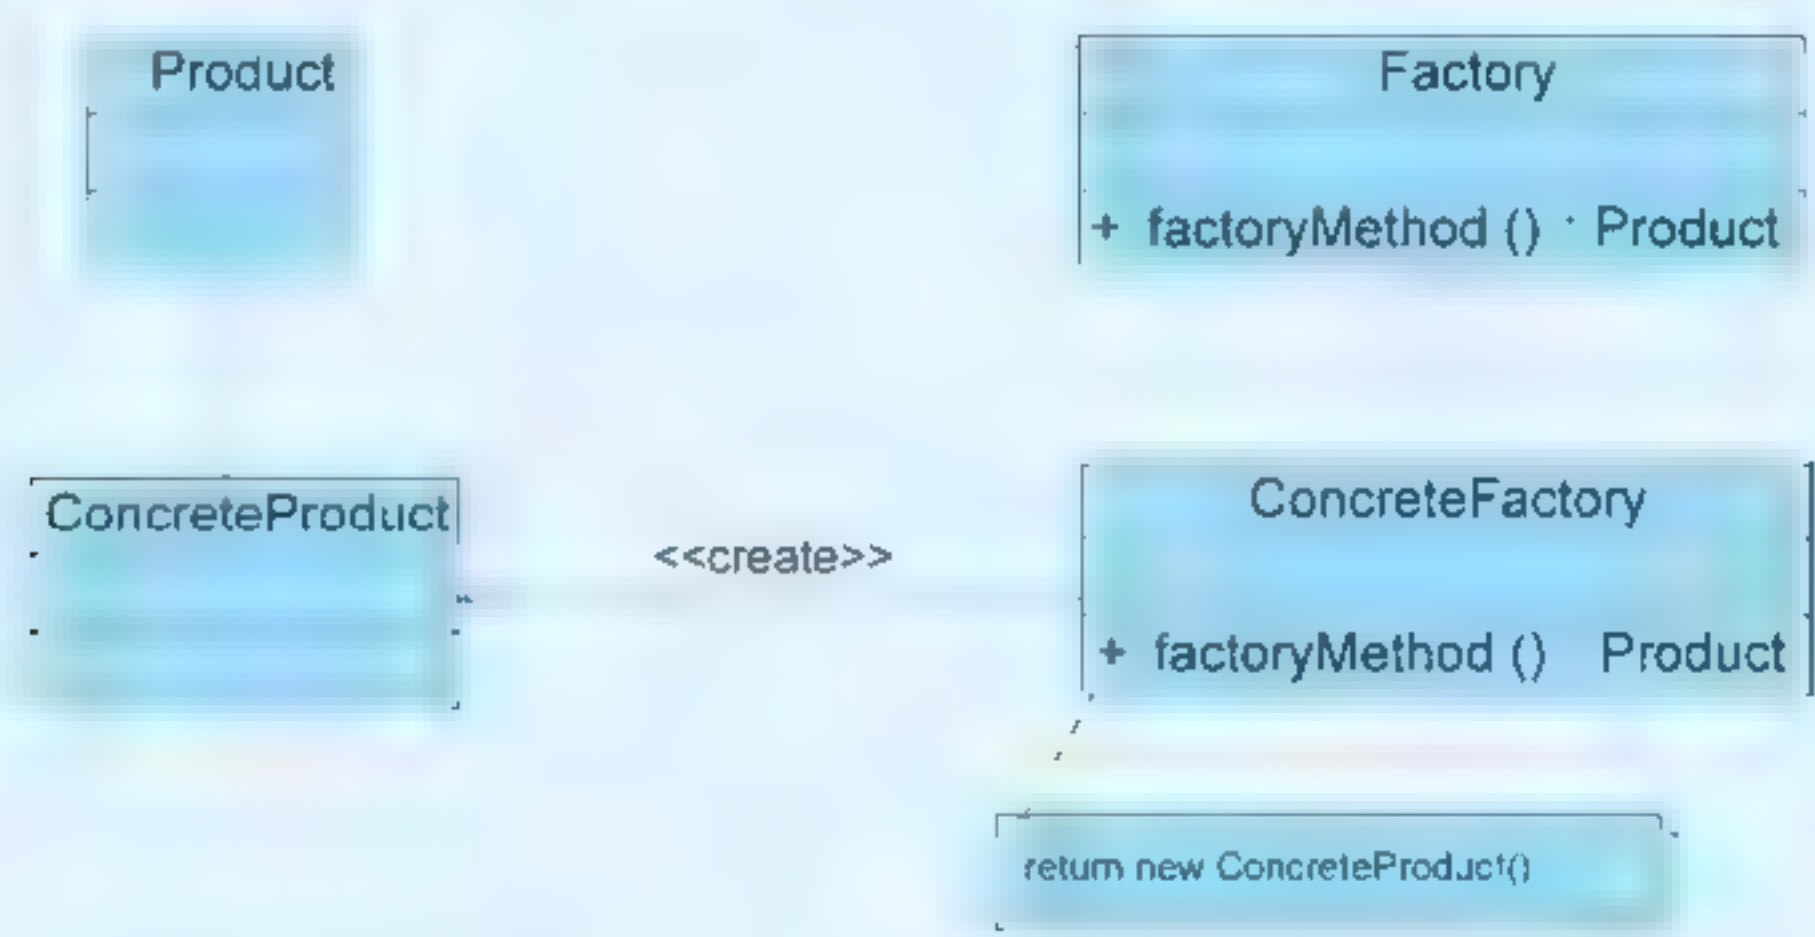 Product
Factory
+ factoryMethod () : Product
ConcreteProduct
<<create>>
ConcreteFactory
+ factoryMethod () Product
return new ConcreteProduct()